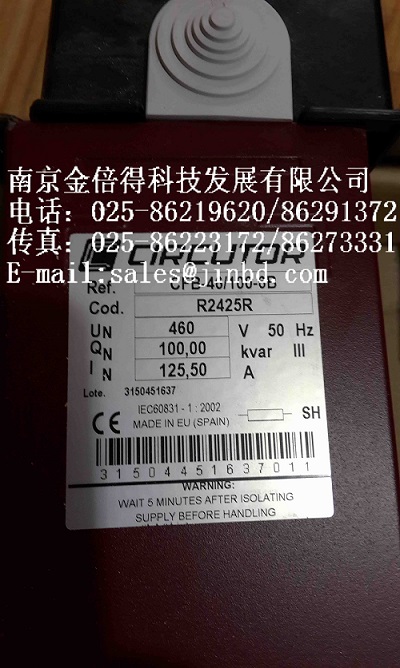 南京金倍得科技发展有限公司
电话：025-86219620/86291372
传真：025-86223172/86273331
E-mail:sales@jinbd.com
CIRCUTOR
Ref.
Cod. R2425R
UN 460 V 50 Hz
QN 100,00 kvar III
IN 125,50 A
Lote. 3150451637
IEC60831 - 1 : 2002
CE MADE IN EU (SPAIN) SH
31504451637011
WARNING:
WAIT 5 MINUTES AFTER ISOLATING
SUPPLY BEFORE HANDLING